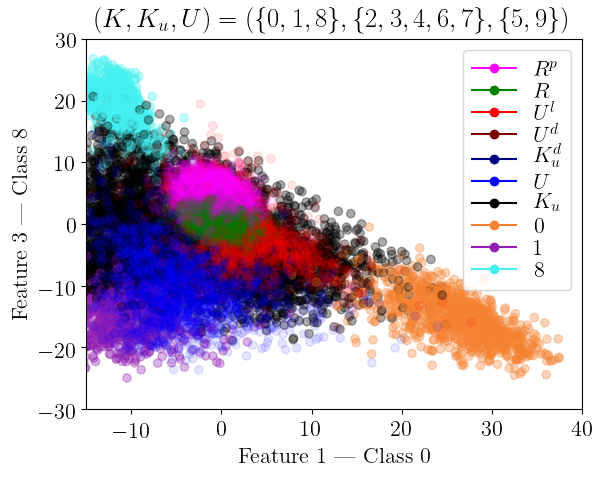 (K, K_u, U) = ({0, 1, 8}, {2, 3, 4, 6, 7}, {5, 9})
30
20
10
0
−10
−20
−30
Feature 3 — Class 8
R^p
R
U^l
U^d
K_u^d
U
K_u
0
1
8
−10
0
10
20
30
40
Feature 1 — Class 0